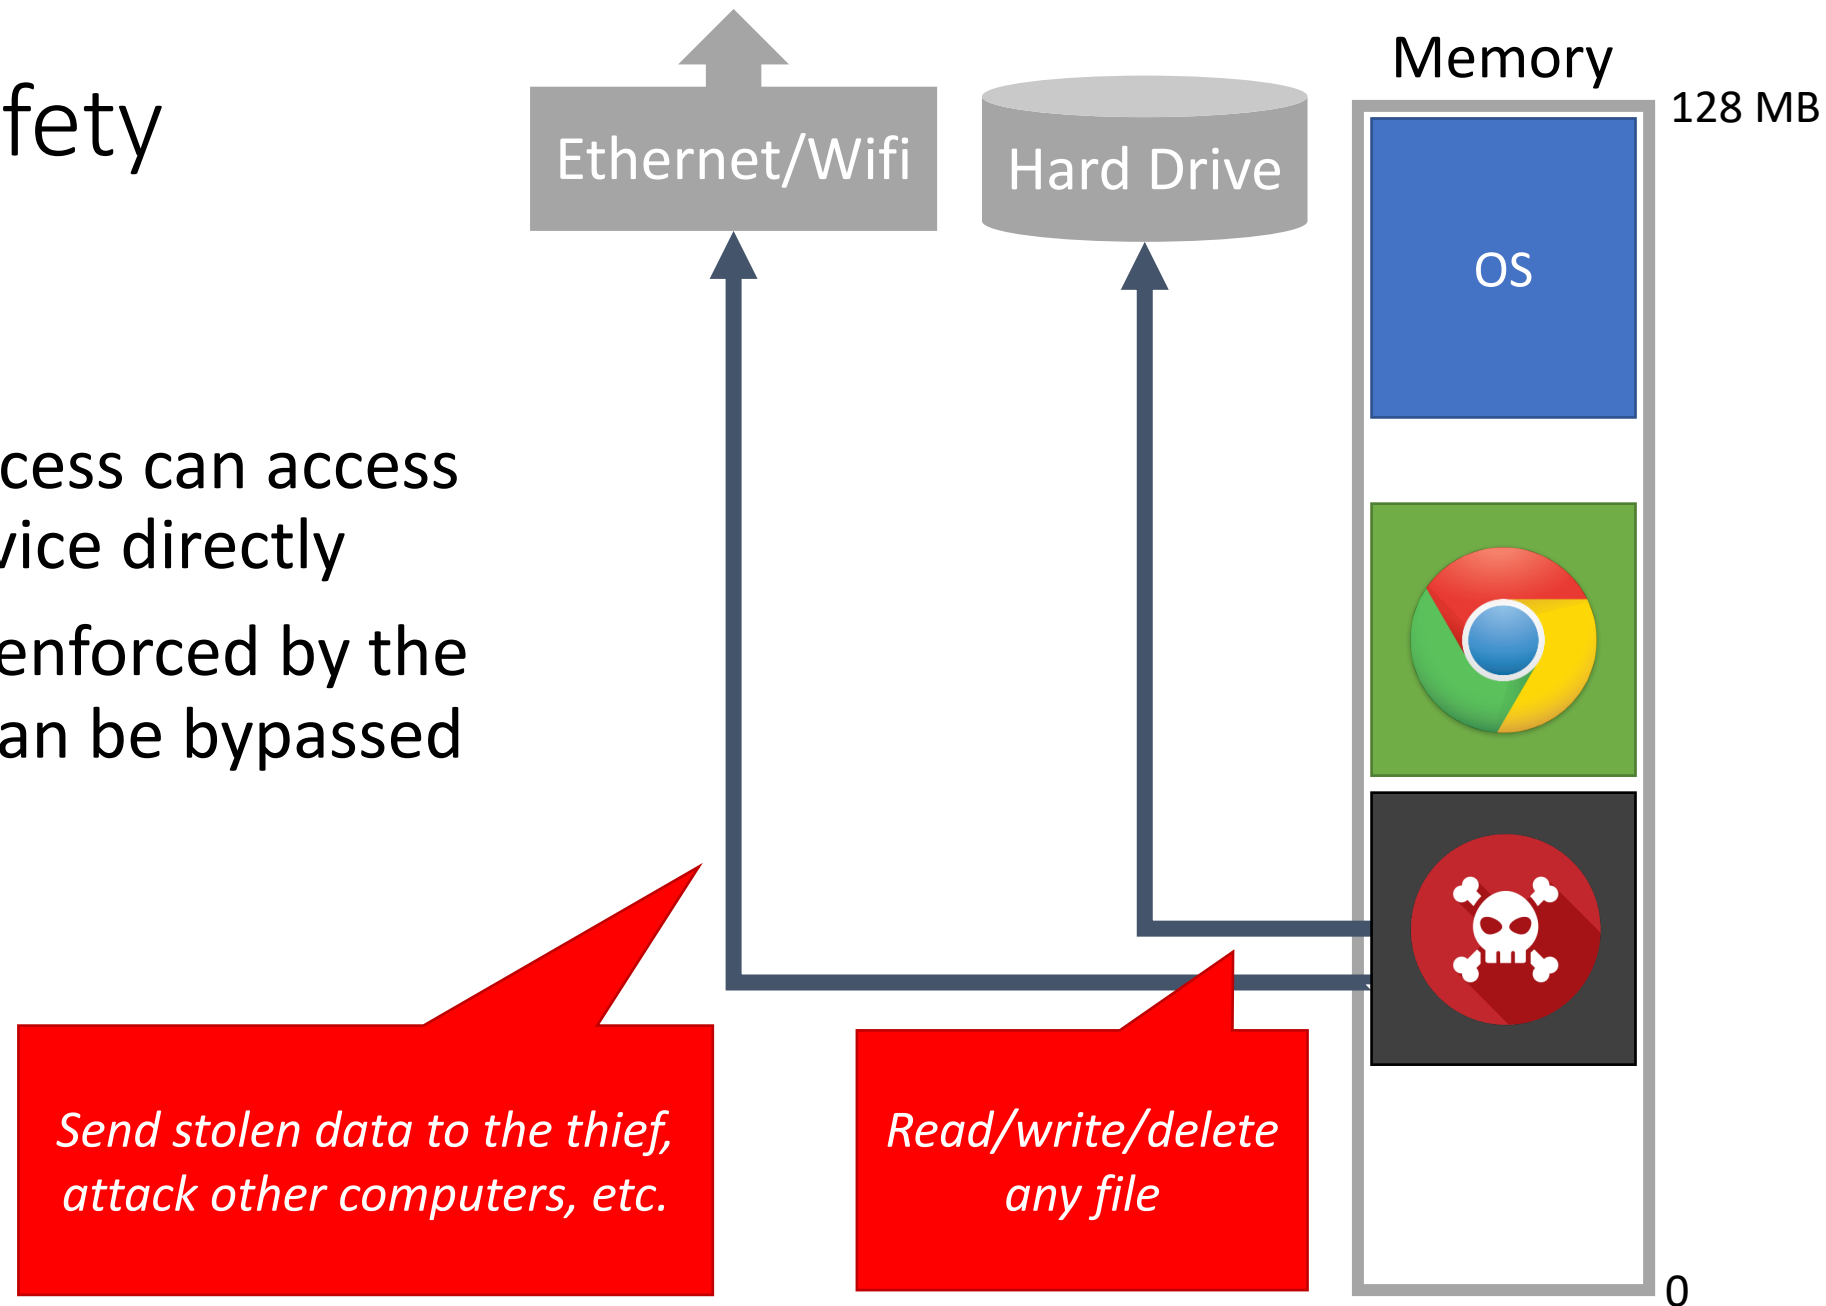 fety
cess can access
vice directly
enforced by the
an be bypassed
Ethernet/Wifi
Hard Drive
Memory
128 MB
OS
Send stolen data to the thief,
attack other computers, etc.
Read/write/delete
any file
0